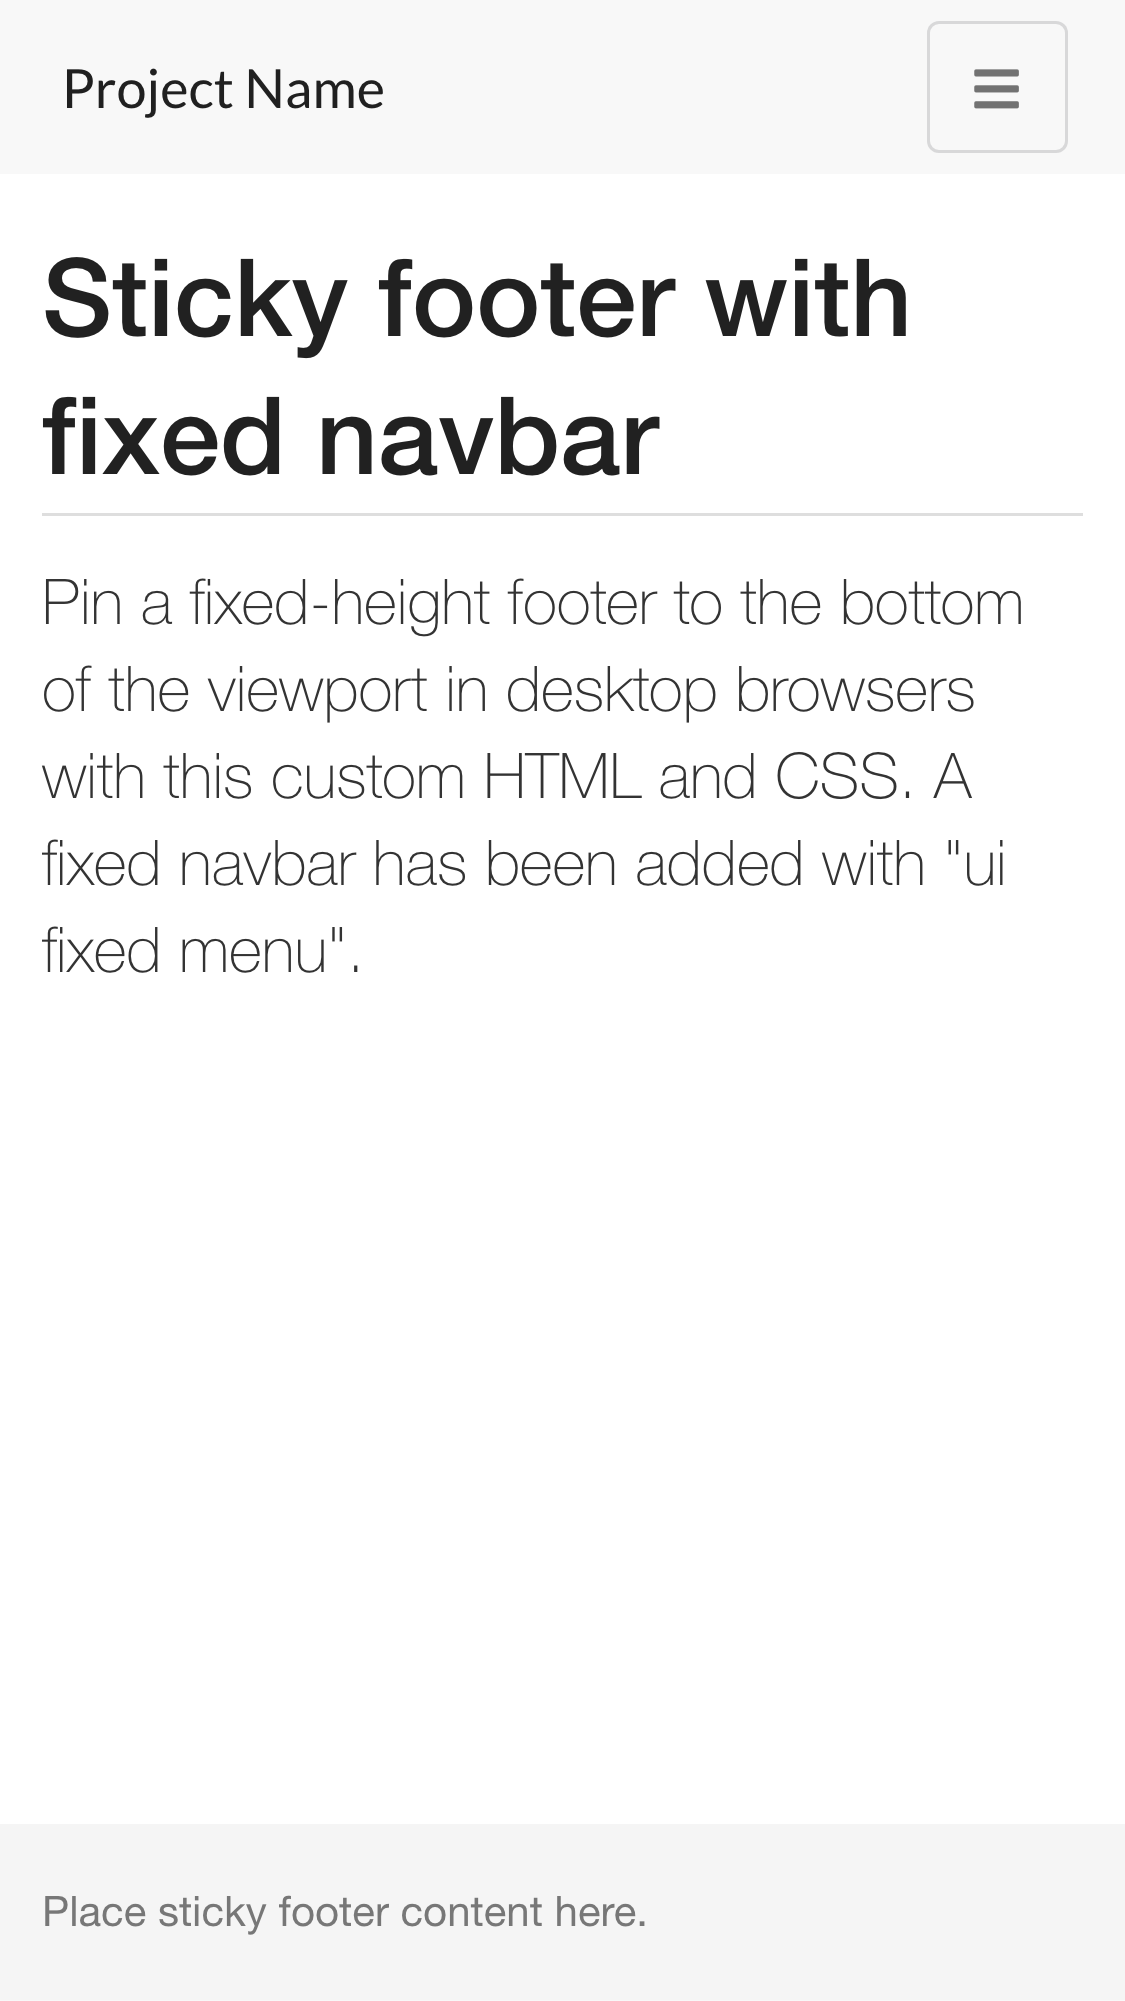 Project Name
Sticky footer with
fixed navbar
Pin a fixed-height footer to the bottom
of the viewport in desktop browsers
with this custom HTML and CSS. A
fixed navbar has been added with "ui
fixed menu".
Place sticky footer content here.